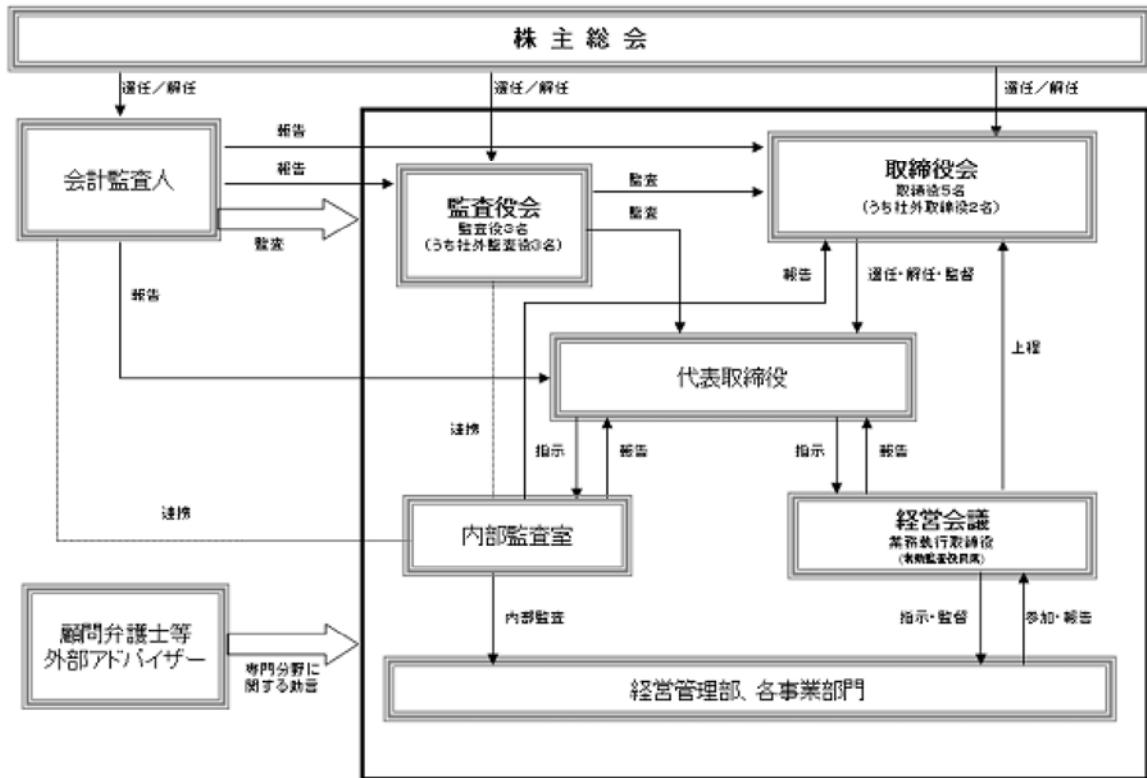 株主総会
選任／解任
選任／解任
選任／解任
会計監査人
報告
報告
監査
監査役会
監査役3名
(うち社外監査役3名)
監査
監査
取締役会
取締役5名
(うち社外取締役2名)
報告
報告
選任・解任・監督
上程
代表取締役
連携
指示
報告
指示
報告
連携
内部監査室
経営会議
業務執行取締役
(常勤監査役同席)
顧問弁護士等
外部アドバイザー
専門分野に
関する助言
内部監査
指示・監督
参加・報告
経営管理部、各事業部門